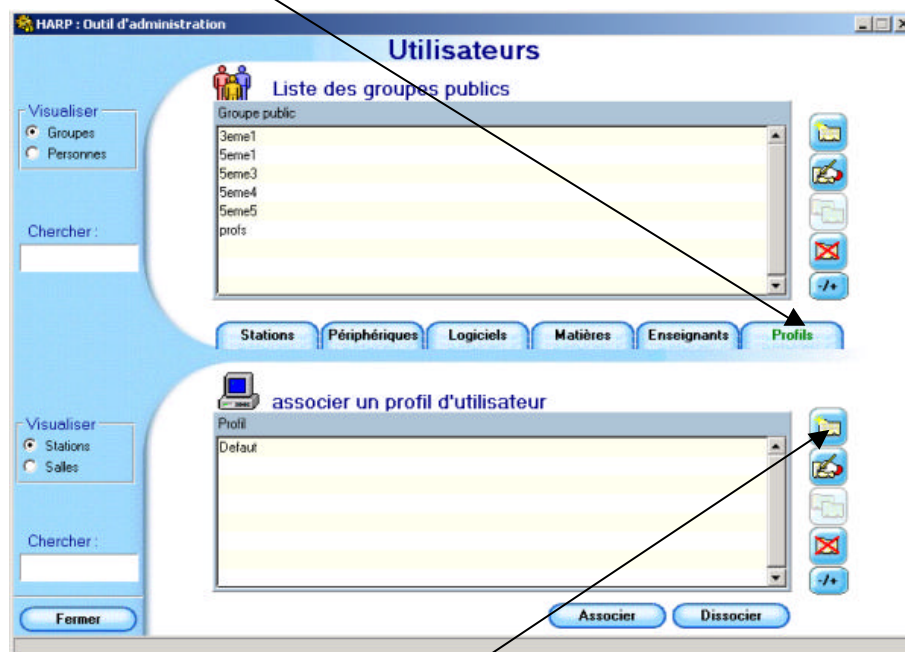 HARP : Outil d'administration
Utilisateurs
Liste des groupes publics
Visualiser
Groupes
Personnes
Chercher :
Groupe public
3eme1
5eme1
5eme3
5eme4
5eme5
profs
-/+
Stations Périphériques Logiciels Matières Enseignants Profils
associer un profil d'utilisateur
Visualiser
Stations
Salles
Chercher :
Profil
Defaut
-/+
Fermer Associer Dissocier